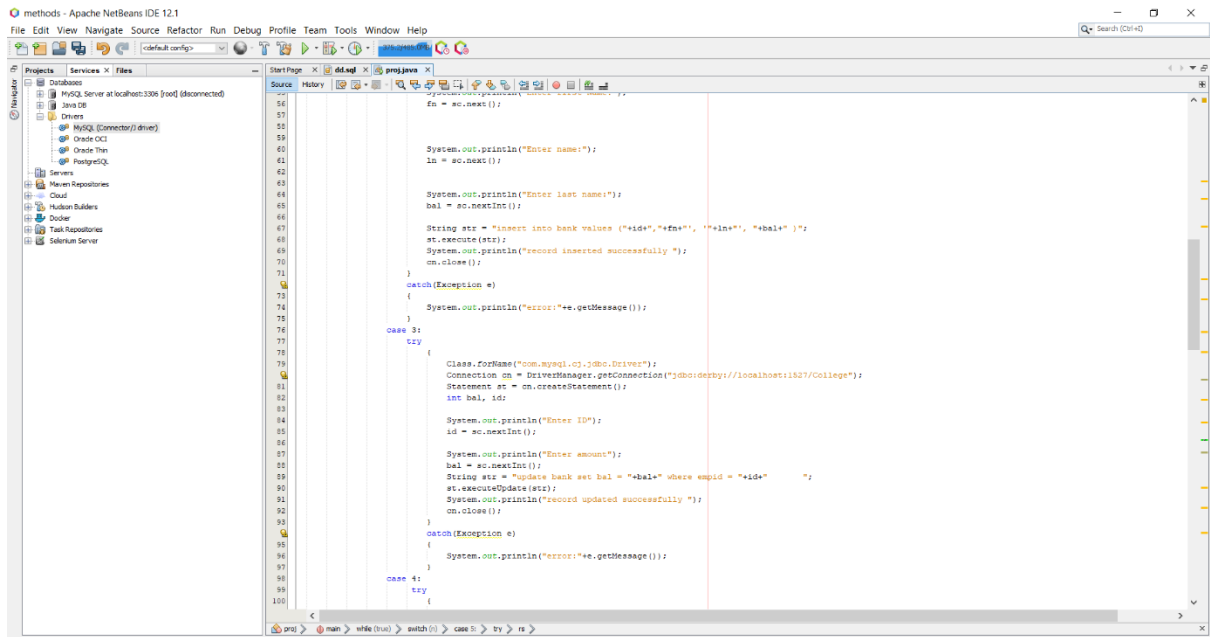 methods - Apache NetBeans IDE 12.1
File Edit View Navigate Source Refactor Run Debug Profile Team Tools Window Help
Search (Ctrl+I)
<default config>
Projects Services × Files
Navigator
Databases
MySQL Server at localhost:3306 [root] (disconnected)
Java DB
Drivers
MySQL (Connector/J driver)
Oracle OCI
Oracle Thin
PostgreSQL
Servers
Maven Repositories
Cloud
Hudson Builders
Docker
Task Repositories
Selenium Server
Start Page × dd.sql × proj.java ×
Source History
56 fn = sc.next();
57
58
59
60 System.out.println("Enter name:");
61 ln = sc.next();
62
63
64 System.out.println("Enter last name:");
65 bal = sc.nextInt();
66
67 String str = "insert into bank values ("+id+","+fn+"', '"+ln+"', "+bal+" )";
68 st.execute(str);
69 System.out.println("record inserted successfully ");
70 cn.close();
71 }
catch(Exception e)
73 {
74 System.out.println("error:"+e.getMessage());
75 }
76 case 3:
77 try
78 {
79 Class.forName("com.mysql.cj.jdbc.Driver");
Connection cn = DriverManager.getConnection("jdbc:derby://localhost:1527/College");
81 Statement st = cn.createStatement();
82 int bal, id;
83
84 System.out.println("Enter ID");
85 id = sc.nextInt();
86
87 System.out.println("Enter amount");
88 bal = sc.nextInt();
89 String str = "update bank set bal = "+bal+" where empid = "+id+" ";
90 st.executeUpdate(str);
91 System.out.println("record updated successfully ");
92 cn.close();
93 }
catch(Exception e)
95 {
96 System.out.println("error:"+e.getMessage());
97 }
98 case 4:
99 try
100 {
proj > main > while (true) > switch (n) > case 5: > try > rs >